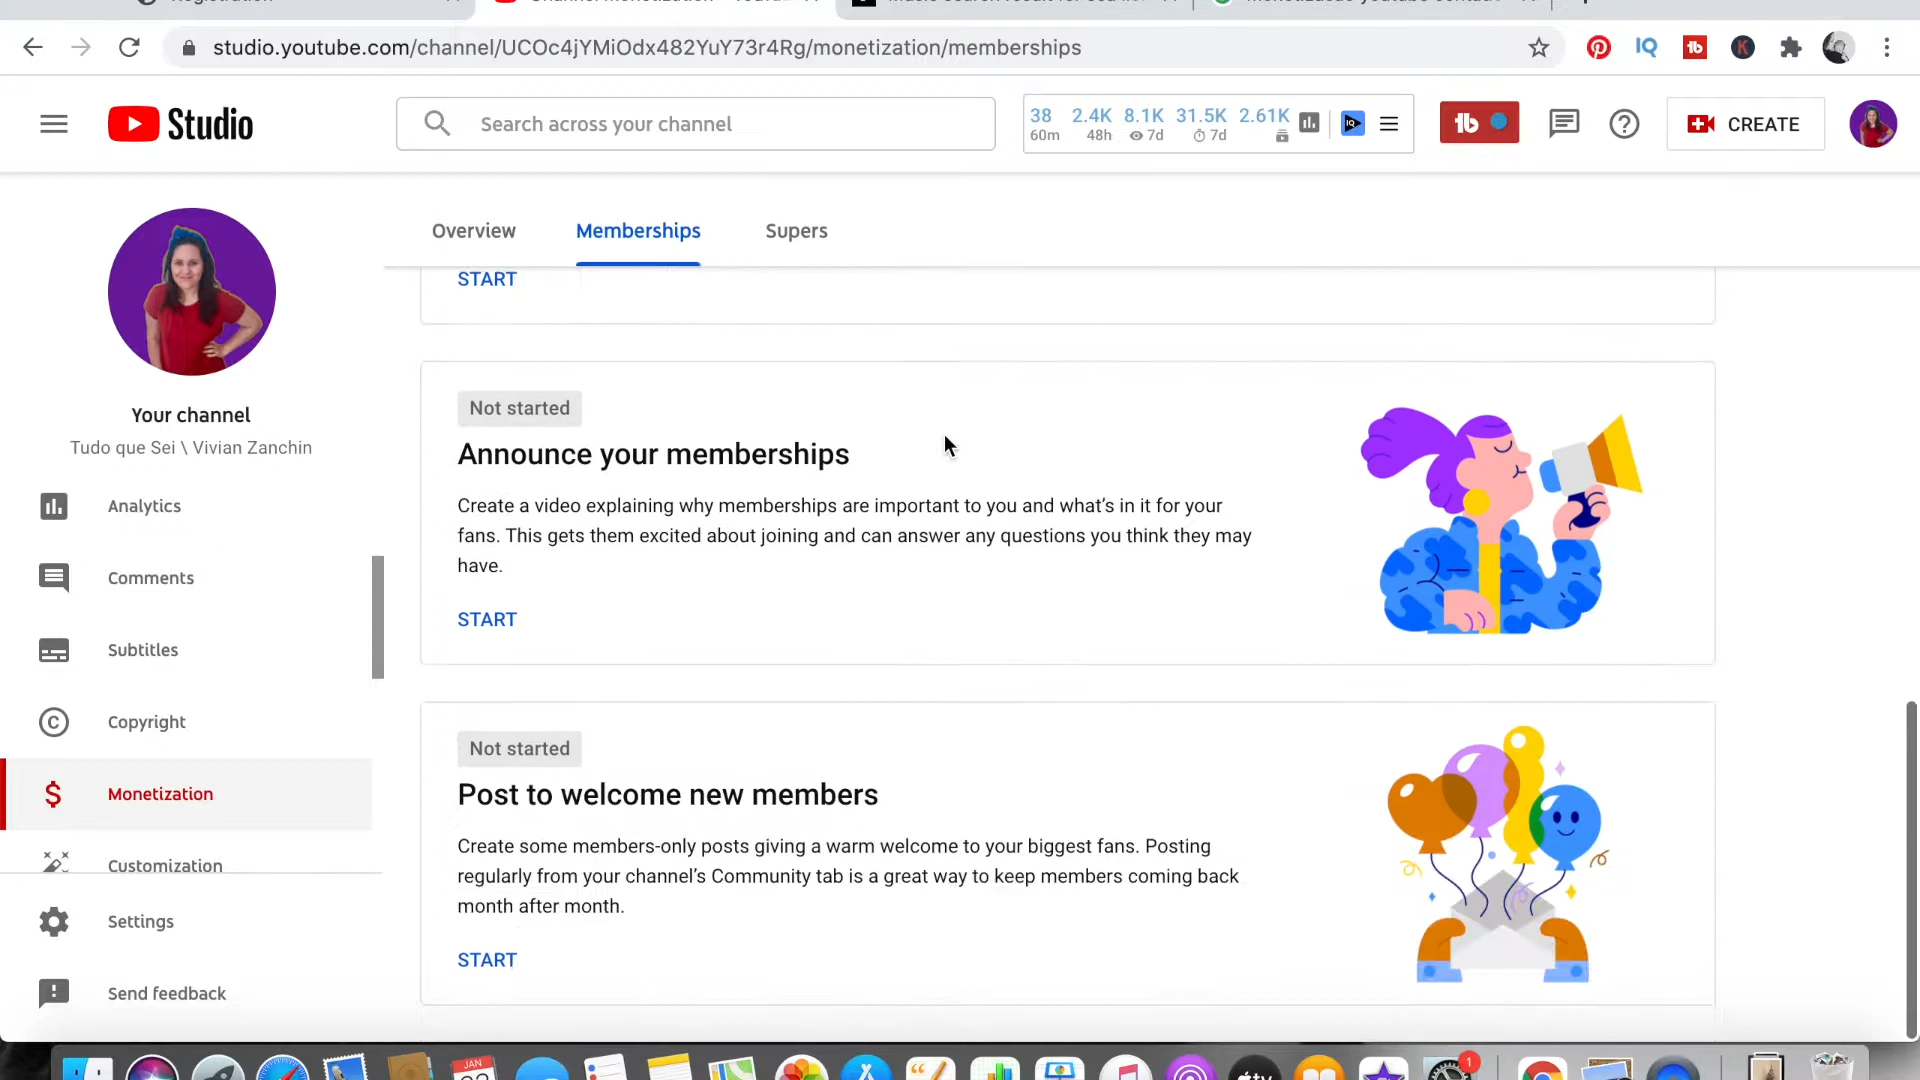 studio.youtube.com/channel/UCOc4jYMiOdx482YuY73r4Rg/monetization/memberships
IQ
tb
K
Studio
Search across your channel
38 2.4K 8.1K 31.5K 2.61K
60m 48h 7d 7d
IQ
tb
CREATE
Overview Memberships Supers
START
Your channel
Tudo que Sei \ Vivian Zanchin
Analytics
Comments
Subtitles
Copyright
Monetization
Customization
Settings
Send feedback
Not started
Announce your memberships
Create a video explaining why memberships are important to you and what's in it for your
fans. This gets them excited about joining and can answer any questions you think they may
have.
START
Not started
Post to welcome new members
Create some members-only posts giving a warm welcome to your biggest fans. Posting
regularly from your channel's Community tab is a great way to keep members coming back
month after month.
START
JAN
1